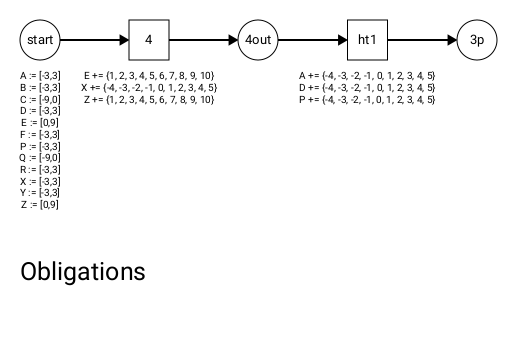 start
4
4out
ht1
3p
A := [-3,3]
B := [-3,3]
C := [-9,0]
D := [-3,3]
E := [0,9]
F := [-3,3]
P := [-3,3]
Q := [-9,0]
R := [-3,3]
X := [-3,3]
Y := [-3,3]
Z := [0,9]
E += {1, 2, 3, 4, 5, 6, 7, 8, 9, 10}
X += {-4, -3, -2, -1, 0, 1, 2, 3, 4, 5}
Z += {1, 2, 3, 4, 5, 6, 7, 8, 9, 10}
A += {-4, -3, -2, -1, 0, 1, 2, 3, 4, 5}
D += {-4, -3, -2, -1, 0, 1, 2, 3, 4, 5}
P += {-4, -3, -2, -1, 0, 1, 2, 3, 4, 5}
Obligations